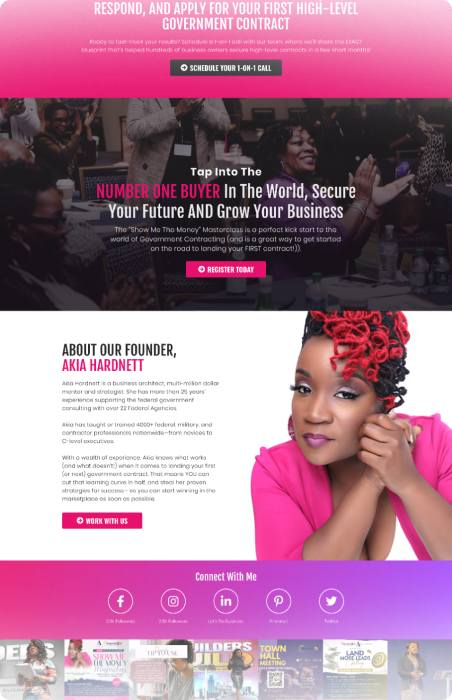 RESPOND, AND APPLY FOR YOUR FIRST HIGH-LEVEL
GOVERNMENT CONTRACT
Ready to fast-track your results? Schedule a 1-on-1 call with our team, where we'll share the EXACT
blueprint that's helped hundreds of business owners secure high-level contracts in a few short months!
SCHEDULE YOUR 1-ON-1 CALL
Tap Into The
NUMBER ONE BUYER In The World, Secure
Your Future AND Grow Your Business
The "Show Me The Money" Masterclass is a perfect kick start to the
world of Government Contracting (and is a great way to get started
on the road to landing your FIRST contract!)).
REGISTER TODAY
ABOUT OUR FOUNDER,
AKIA HARDNETT
Akia Hardnett is a business architect, multi-million dollar
mentor and strategist. She has more than 25 years'
experience supporting the federal government
consulting with over 22 Federal Agencies.
Akia has taught or trained 4000+ federal, military, and
contractor professionals nationwide—from novices to
C-level executives.
With a wealth of experience, Akia knows what works
(and what doesn't!) when it comes to landing your first
(or next) government contract. That means YOU can
cut that learning curve in half, and steal her proven
strategies for success – so you can start winning in the
marketplace as soon as possible.
WORK WITH US
Connect With Me
Followers
Followers
Let's Do Business
Pinterest
Twitter
SHOW ME
THE MONEY
TIP TO USE
UILDERS
UILD
TOWN
HALL
MEETING
LAND
MORE LEADS